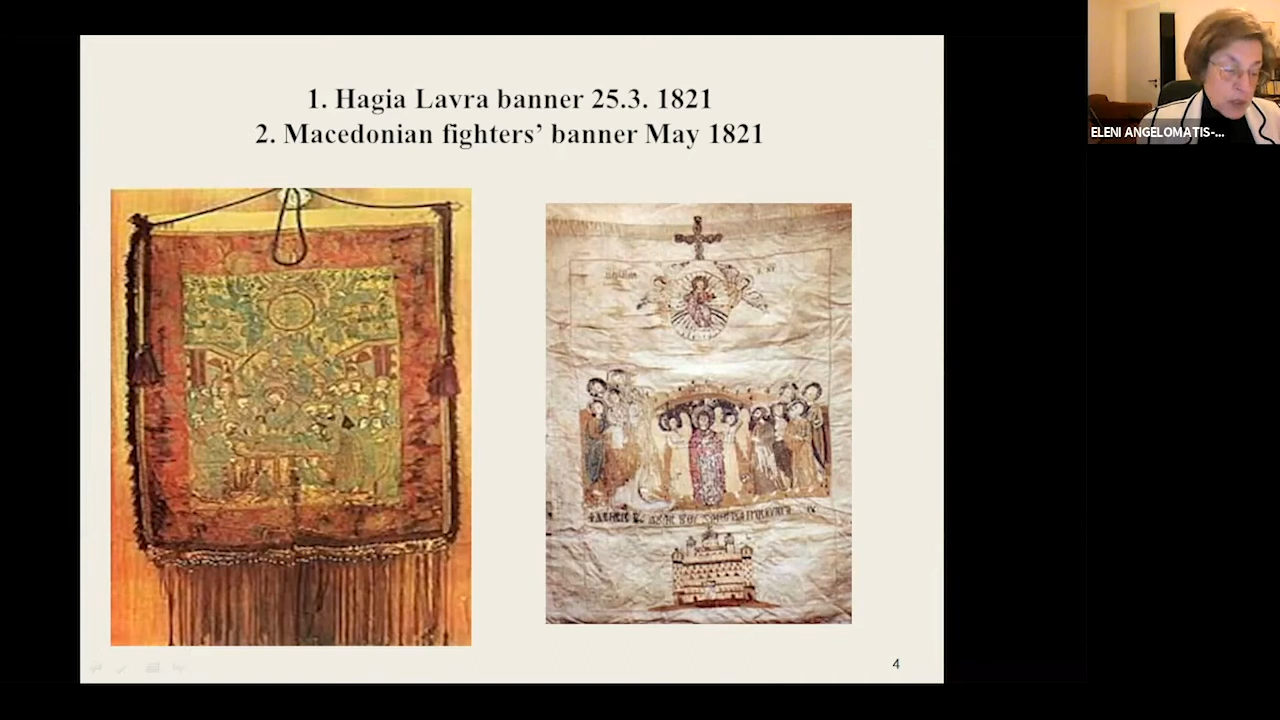 1. Hagia Lavra banner 25.3. 1821
2. Macedonian fighters’ banner May 1821
4
ELENI ANGELOMATIS-...